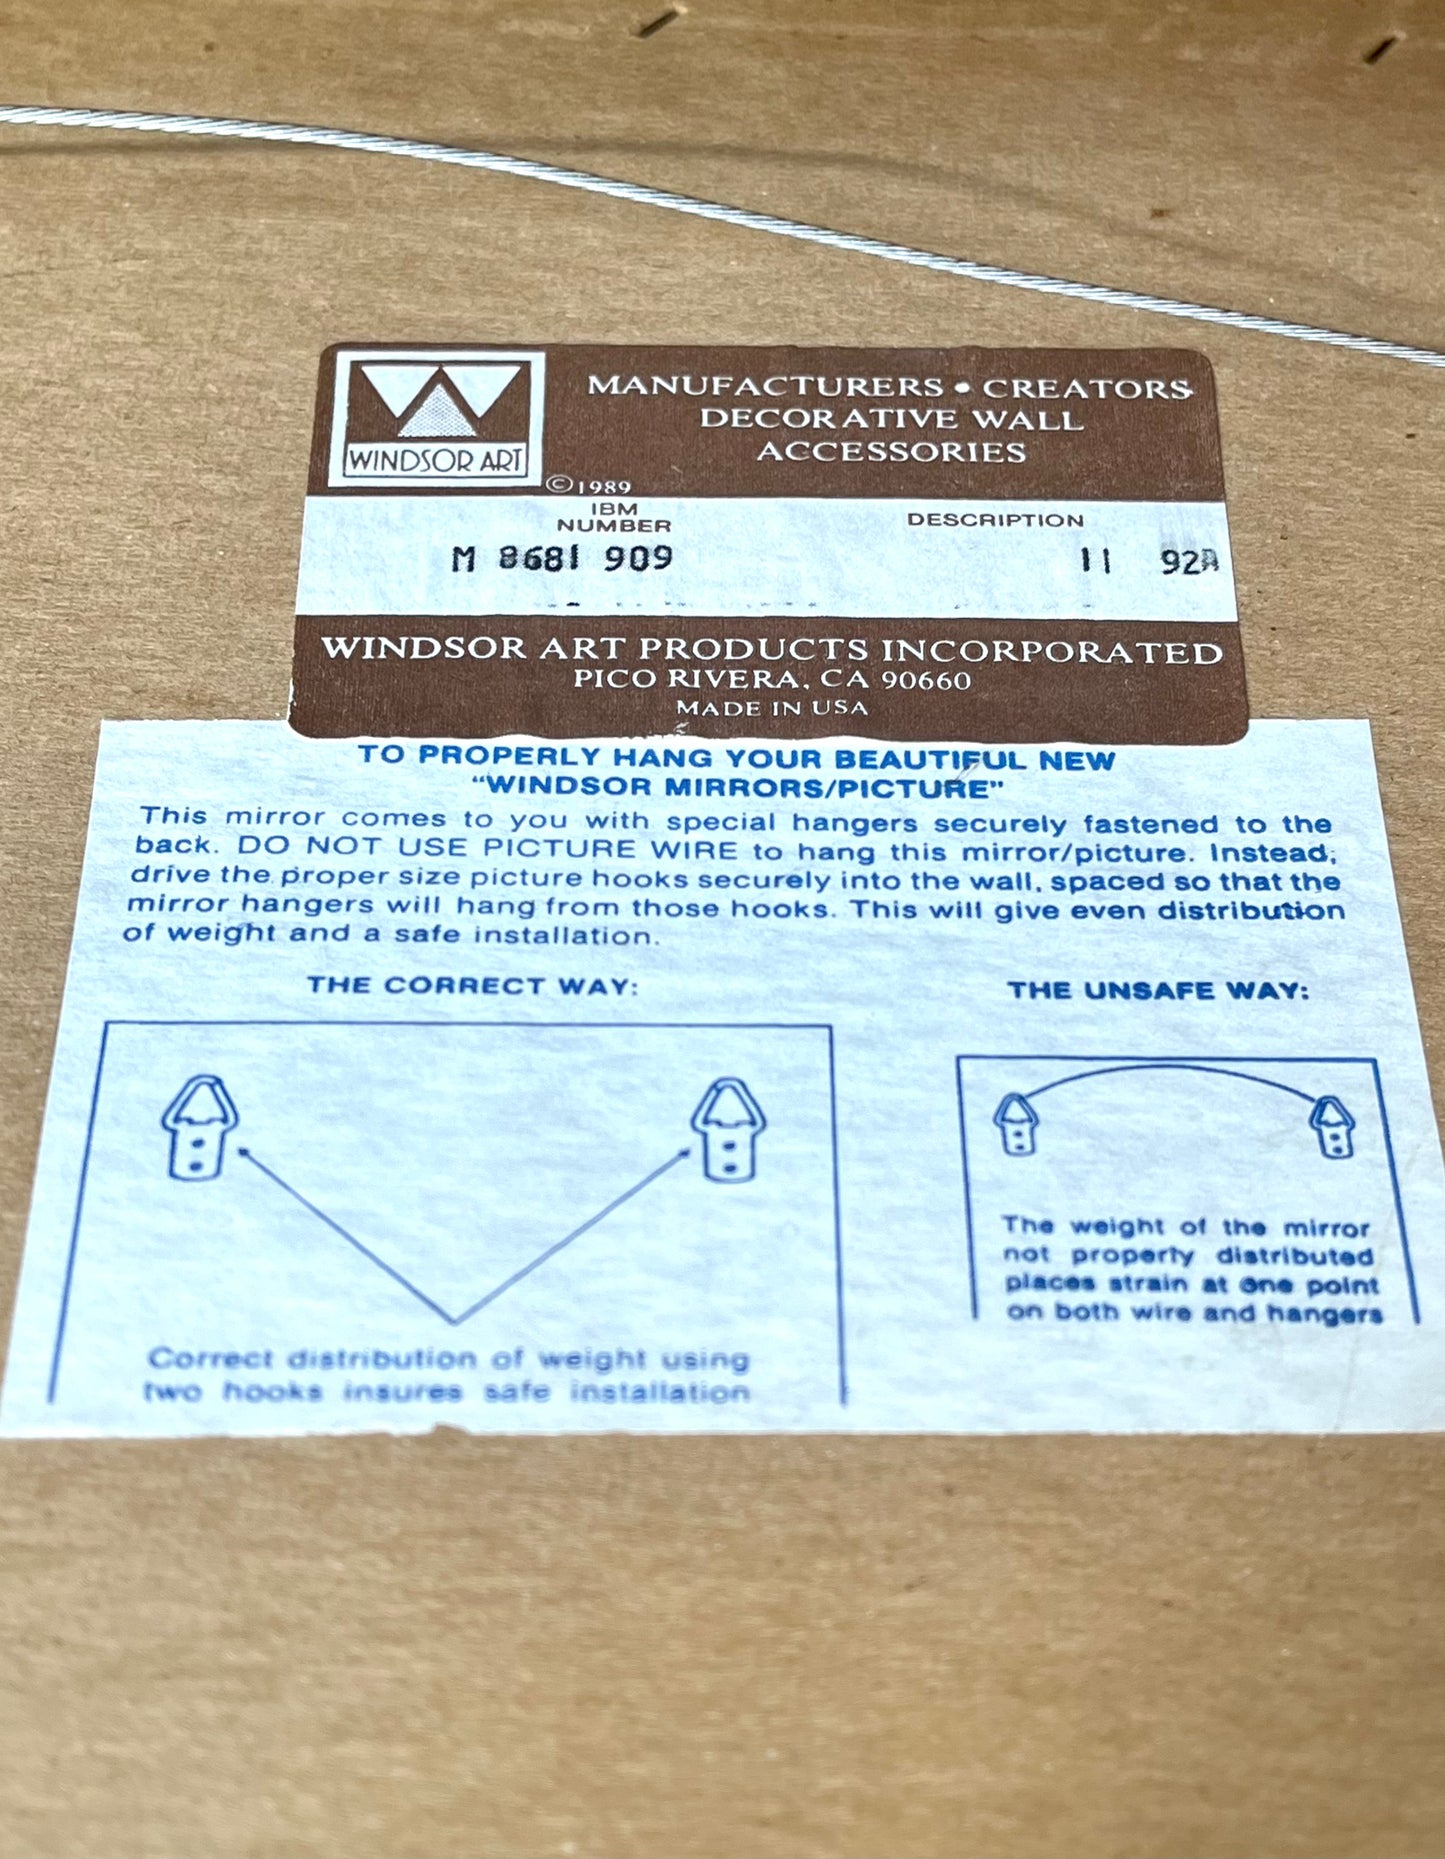 WINDSOR ART
MANUFACTURERS • CREATORS
DECORATIVE WALL
ACCESSORIES
©1989
IBM
NUMBER
DESCRIPTION
M 8681 909
11 92A
WINDSOR ART PRODUCTS INCORPORATED
PICO RIVERA, CA 90660
MADE IN USA
TO PROPERLY HANG YOUR BEAUTIFUL NEW
"WINDSOR MIRRORS/PICTURE"
This mirror comes to you with special hangers securely fastened to the
back. DO NOT USE PICTURE WIRE to hang this mirror/picture. Instead,
drive the proper size picture hooks securely into the wall, spaced so that the
mirror hangers will hang from those hooks. This will give even distribution
of weight and a safe installation.
THE CORRECT WAY:
Correct distribution of weight using
two hooks insures safe installation
THE UNSAFE WAY:
The weight of the mirror
not properly distributed
places strain at one point
on both wire and hangers